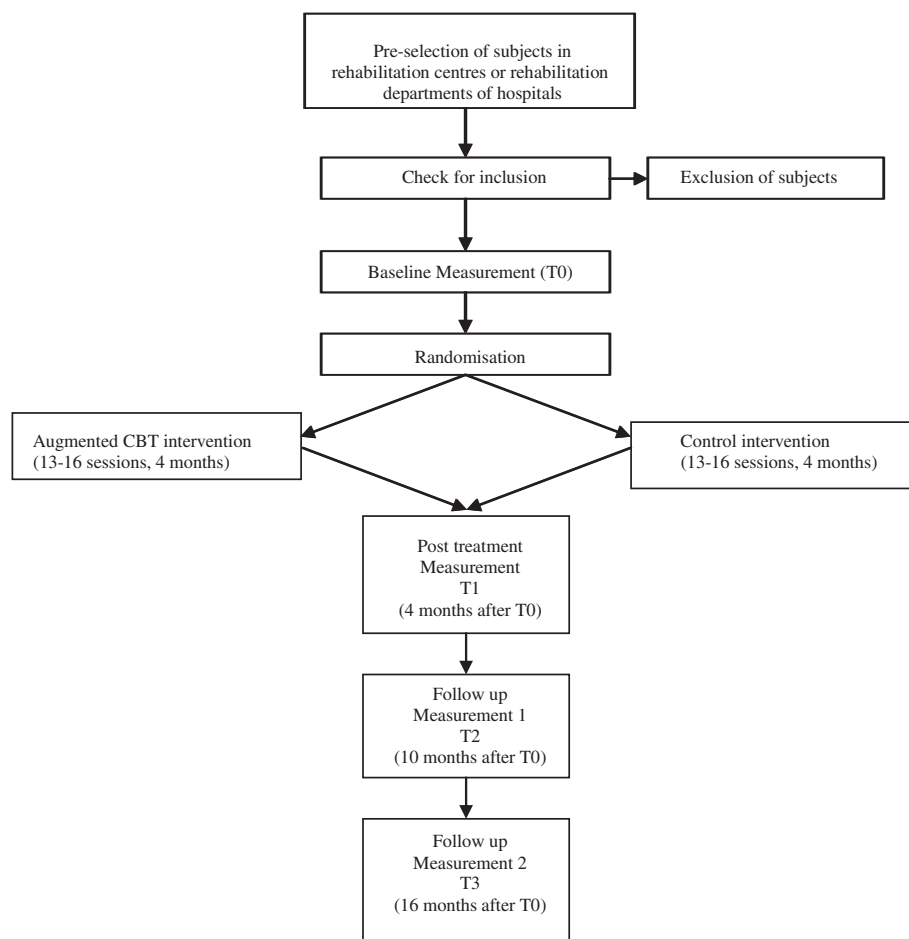 Pre-selection of subjects in
rehabilitation centres or rehabilitation
departments of hospitals
Check for inclusion
Exclusion of subjects
Baseline Measurement (T0)
Randomisation
Augmented CBT intervention
(13-16 sessions, 4 months)
Control intervention
(13-16 sessions, 4 months)
Post treatment
Measurement
T1
(4 months after T0)
Follow up
Measurement 1
T2
(10 months after T0)
Follow up
Measurement 2
T3
(16 months after T0)